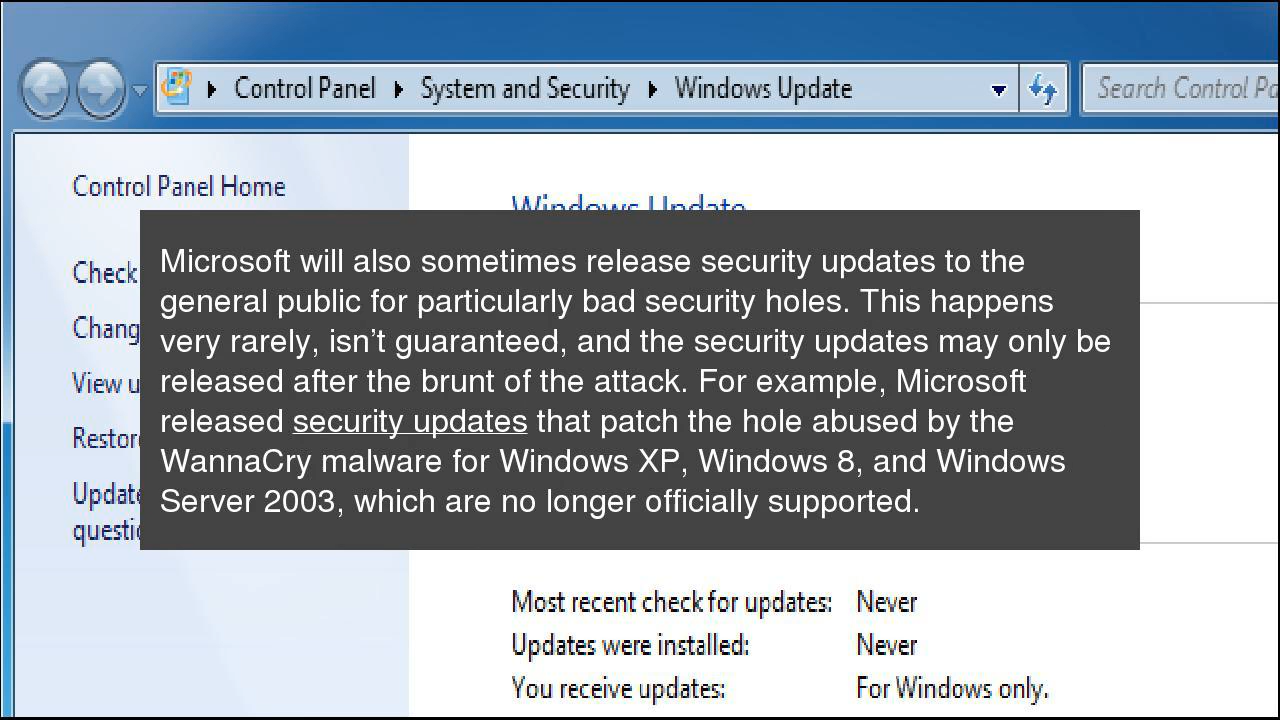 Control Panel
System and Security
Windows Update
Search Control
Control Panel Home
Windows Update
Check
View
Microsoft will also sometimes release security updates to the
general public for particularly bad security holes. This happens
very rarely, isn’t guaranteed, and the security updates may only be
released after the brunt of the attack. For example, Microsoft
released security updates that patch the hole abused by the
WannaCry malware for Windows XP, Windows 8, and Windows
Server 2003, which are no longer officially supported.
Most recent check for updates: Never
Updates were installed: Never
You receive updates: For Windows only.